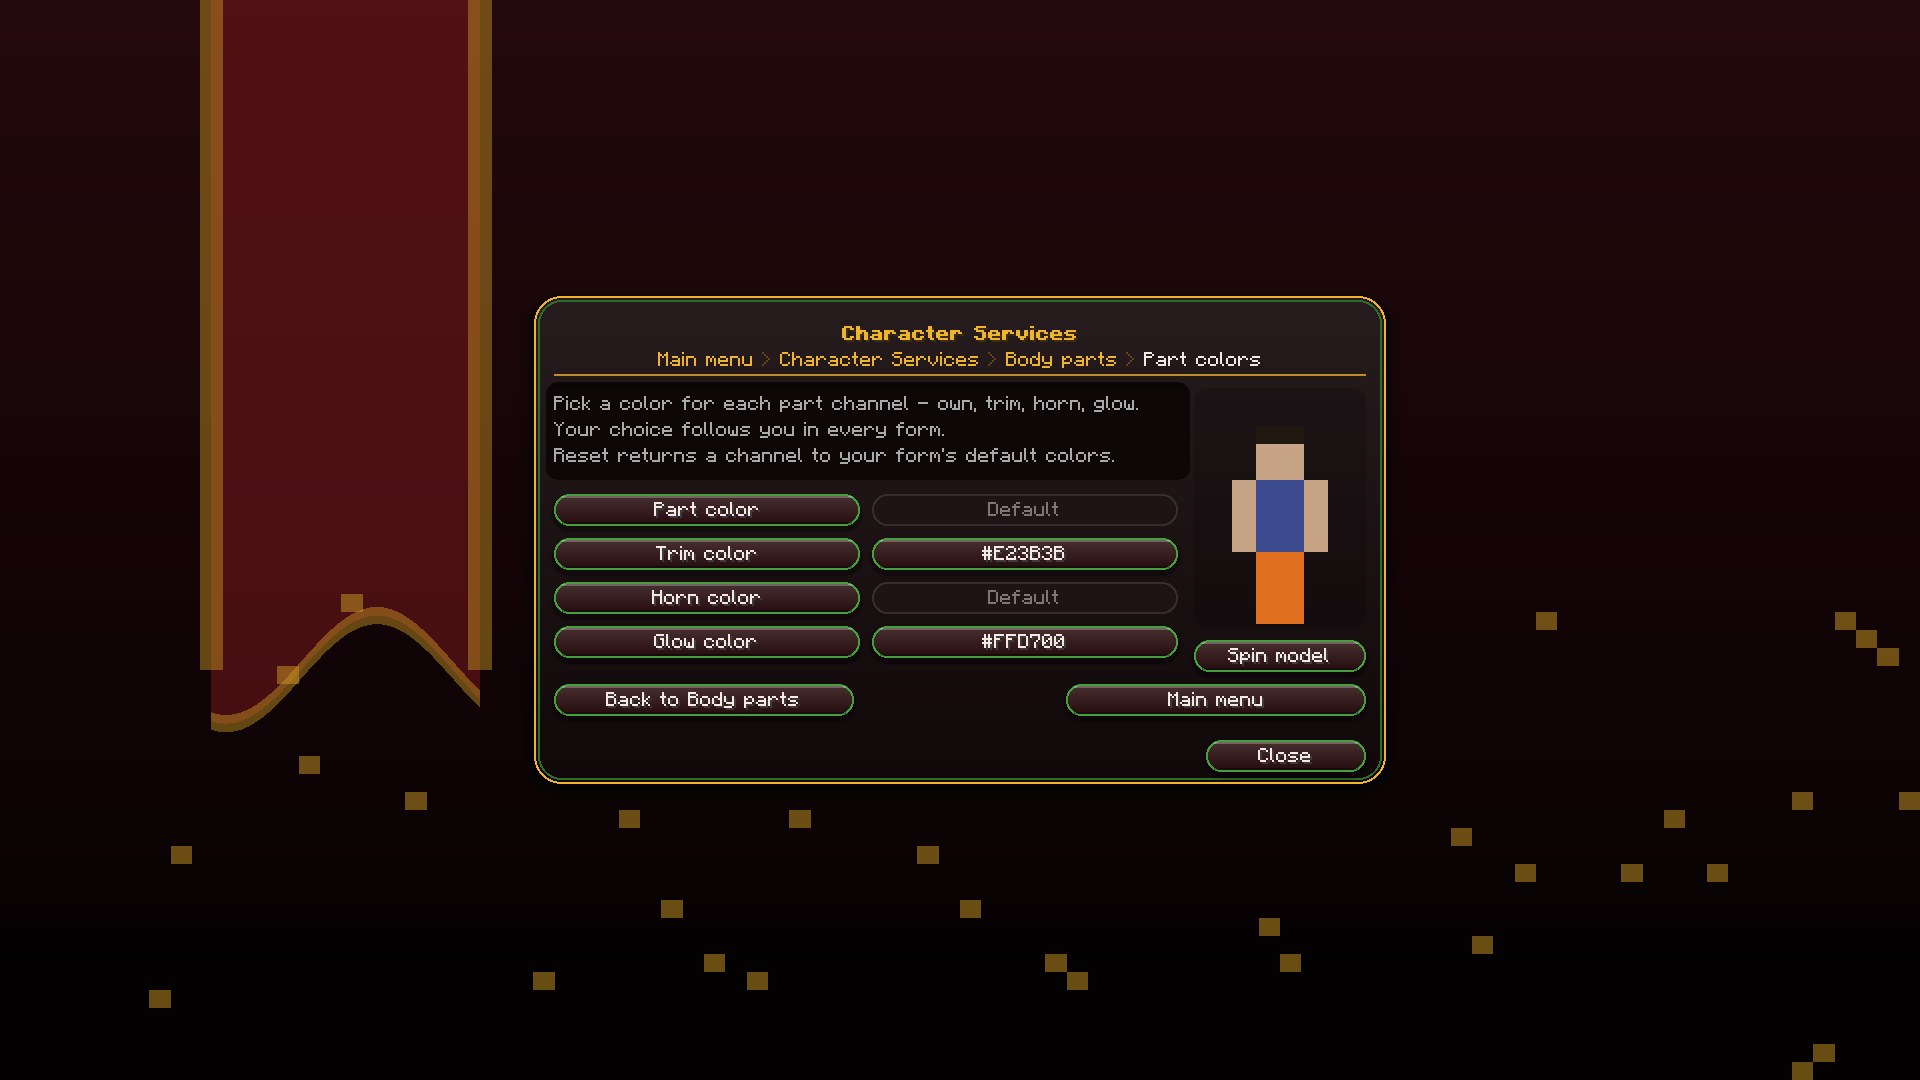 Character Services
Main menu > Character Services > Body parts > Part colors
Pick a color for each part channel – own, trim, horn, glow.
Your choice follows you in every form.
Reset returns a channel to your form's default colors.
Part color Default
Trim color #E23B3B
Horn color Default
Glow color #FFD700
Spin model
Back to Body parts Main menu
Close